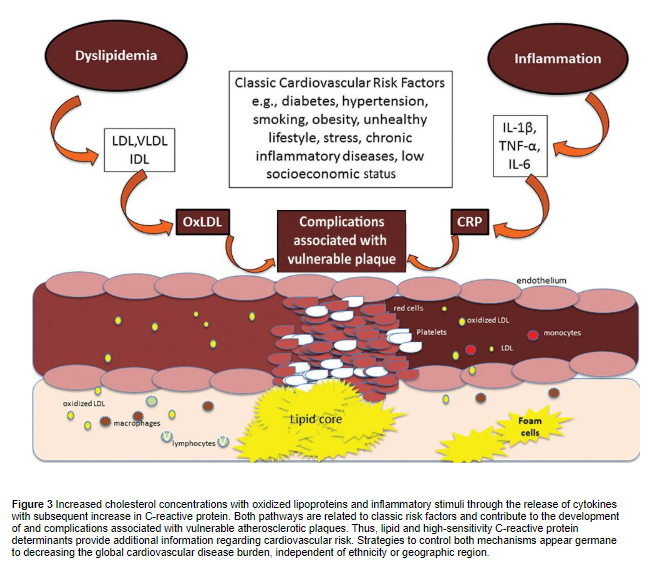 Dyslipidemia
Inflammation
Classic Cardiovascular Risk Factors
e.g., diabetes, hypertension,
smoking, obesity, unhealthy
lifestyle, stress, chronic
inflammatory diseases, low
socioeconomic status
LDL,VLDL
IDL
IL-1β,
TNF-α,
IL-6
OxLDL
Complications
associated with
vulnerable plaque
CRP
endothelium
red cells
oxidized LDL
Platelets
monocytes
LDL
oxidized LDL
macrophages
lymphocytes
Lipid core
Foam
cells
Figure 3 Increased cholesterol concentrations with oxidized lipoproteins and inflammatory stimuli through the release of cytokines
with subsequent increase in C-reactive protein. Both pathways are related to classic risk factors and contribute to the development
of and complications associated with vulnerable atherosclerotic plaques. Thus, lipid and high-sensitivity C-reactive protein
determinants provide additional information regarding cardiovascular risk. Strategies to control both mechanisms appear germane
to decreasing the global cardiovascular disease burden, independent of ethnicity or geographic region.